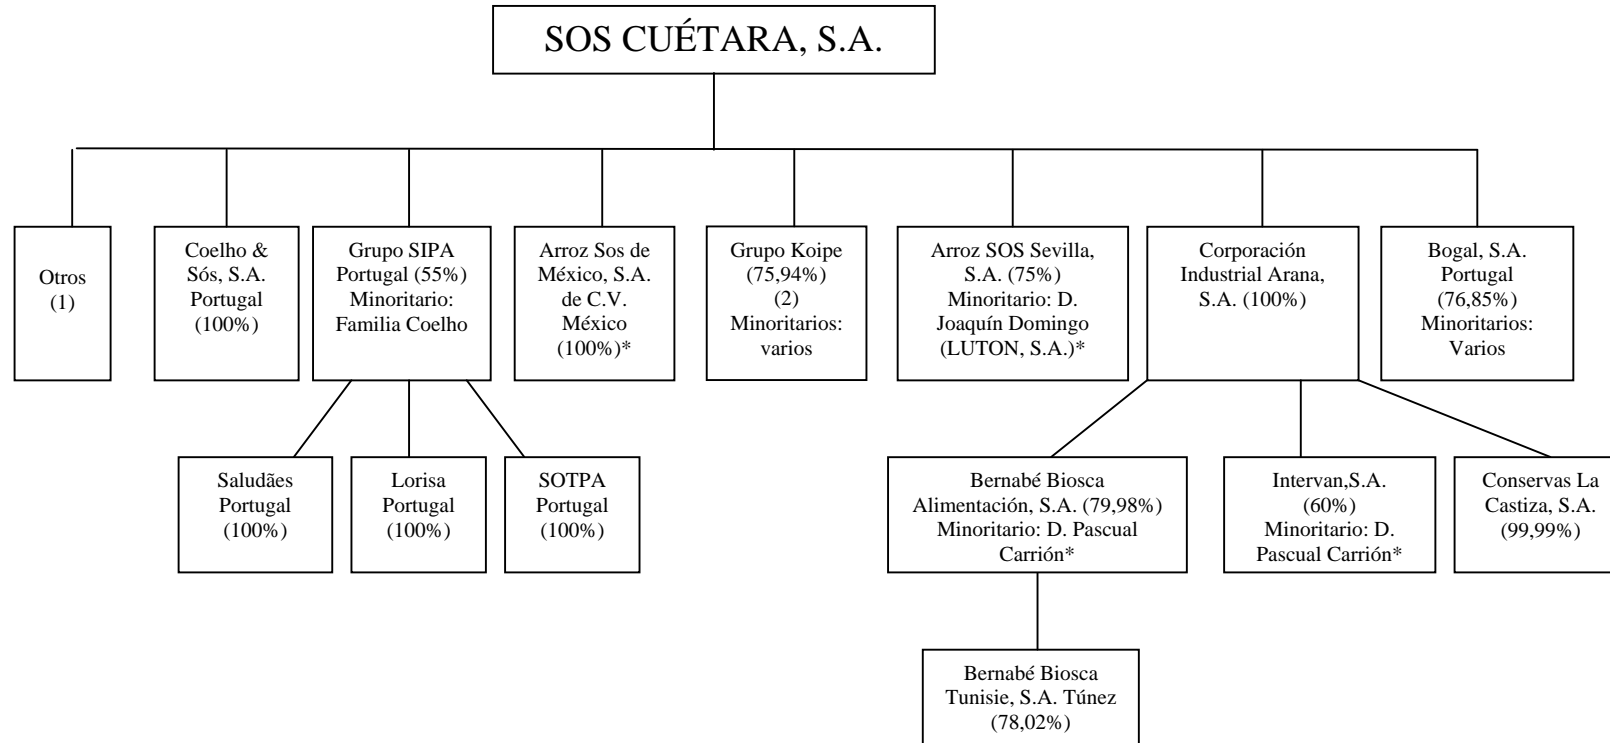 SOS CUÉTARA, S.A.
Otros
(1)
Coelho &
Sós, S.A.
Portugal
(100%)
Grupo SIPA
Portugal (55%)
Minoritario:
Familia Coelho
Arroz Sos de
México, S.A.
de C.V.
México
(100%)*
Grupo Koipe
(75,94%)
(2)
Minoritarios:
varios
Arroz SOS Sevilla,
S.A. (75%)
Minoritario: D.
Joaquín Domingo
(LUTON, S.A.)*
Corporación
Industrial Arana,
S.A. (100%)
Bogal, S.A.
Portugal
(76,85%)
Minoritarios:
Varios
Saludães
Portugal
(100%)
Lorisa
Portugal
(100%)
SOTPA
Portugal
(100%)
Bernabé Biosca
Alimentación, S.A. (79,98%)
Minoritario: D. Pascual
Carrión*
Intervan,S.A.
(60%)
Minoritario: D.
Pascual Carrión*
Conservas La
Castiza, S.A.
(99,99%)
Bernabé Biosca
Tunisie, S.A. Túnez
(78,02%)